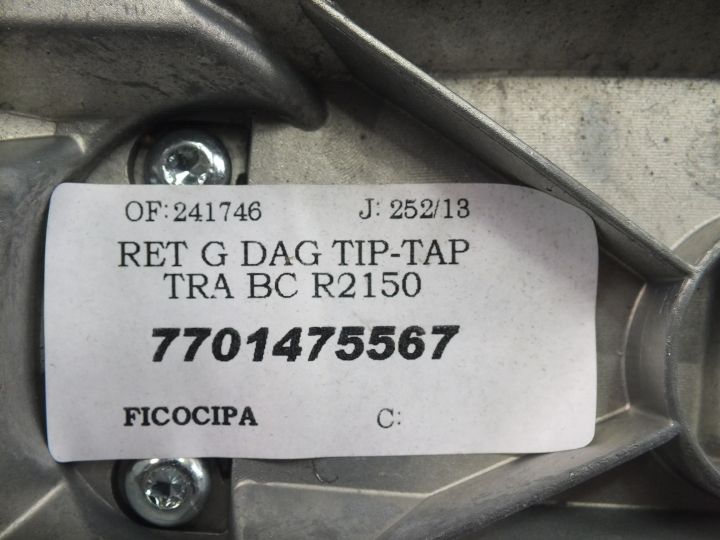 OF:241746 J: 252/13
RET G DAG TIP-TAP
TRA BC R2150
7701475567
FICOCIPA C: